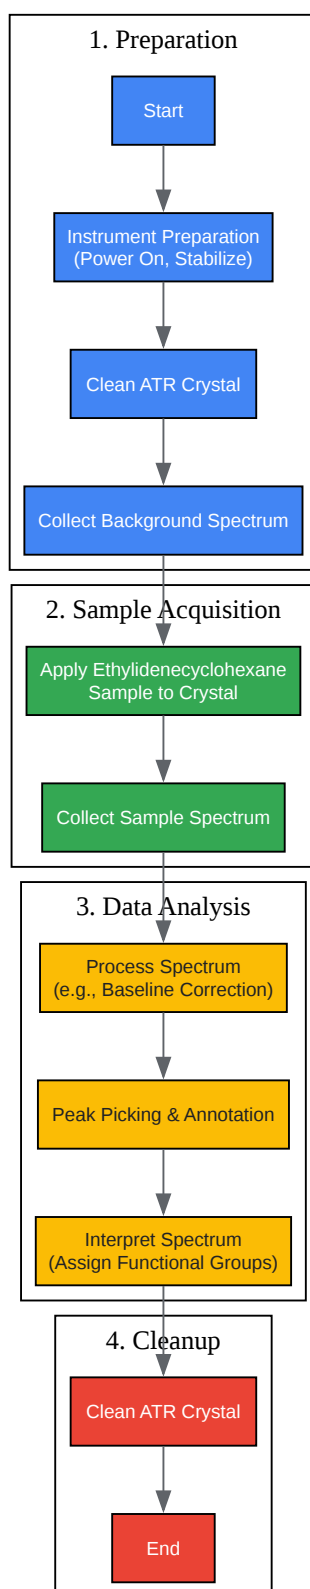 1. Preparation
Start
Instrument Preparation
(Power On, Stabilize)
Clean ATR Crystal
Collect Background Spectrum
2. Sample Acquisition
Apply Ethylidenecyclohexane
Sample to Crystal
Collect Sample Spectrum
3. Data Analysis
Process Spectrum
(e.g., Baseline Correction)
Peak Picking & Annotation
Interpret Spectrum
(Assign Functional Groups)
4. Cleanup
Clean ATR Crystal
End